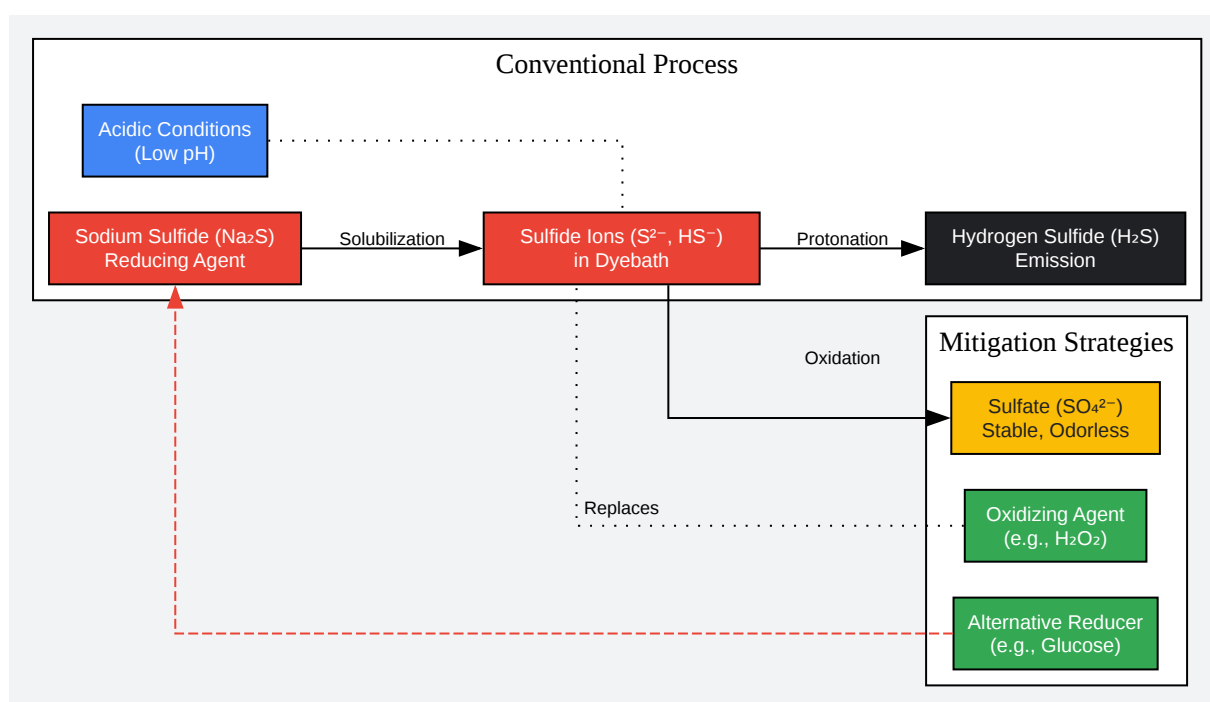 Conventional Process
Acidic Conditions
(Low pH)
Sodium Sulfide (Na₂S)
Reducing Agent
Solubilization
Sulfide Ions (S²⁻, HS⁻)
in Dyebath
Protonation
Hydrogen Sulfide (H₂S)
Emission
Mitigation Strategies
Oxidation
Sulfate (SO₄²⁻)
Stable, Odorless
Replaces
Oxidizing Agent
(e.g., H₂O₂)
Alternative Reducer
(e.g., Glucose)